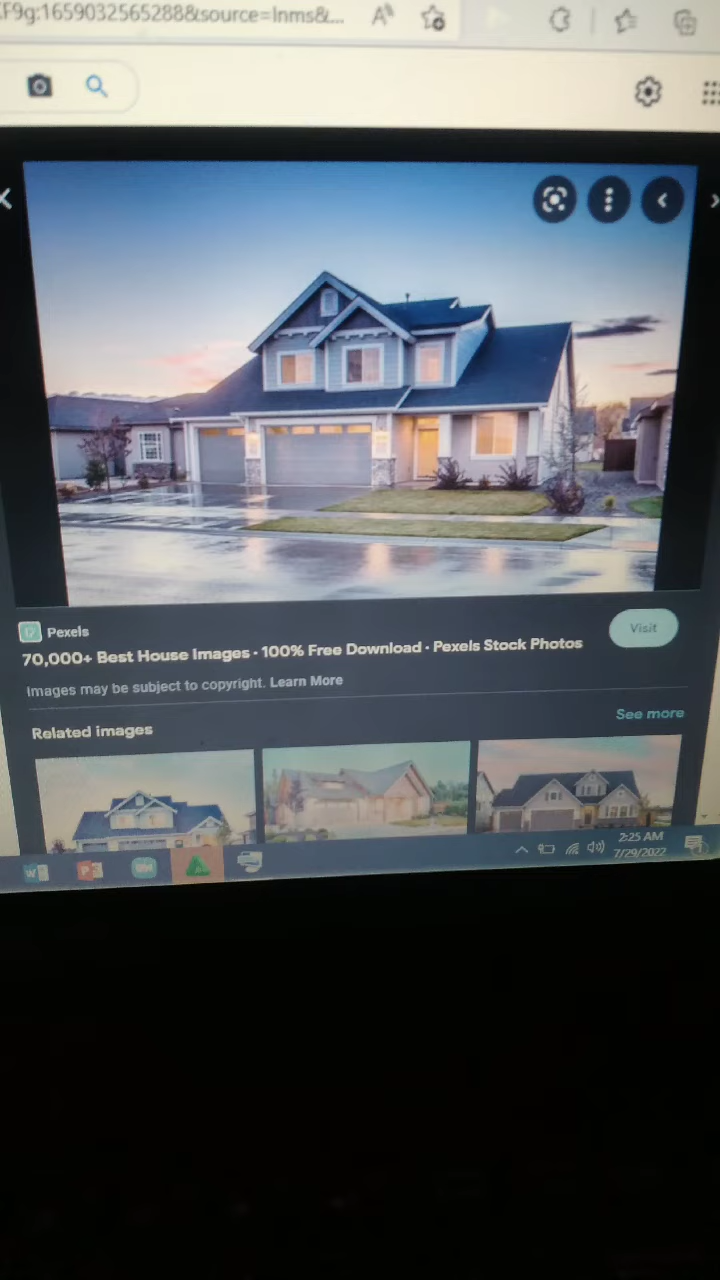 F9g:1659032565288&source=lnms&...
Pexels
Visit
70,000+ Best House Images · 100% Free Download · Pexels Stock Photos
Images may be subject to copyright. Learn More
See more
Related images
2:25 AM
7/29/2022